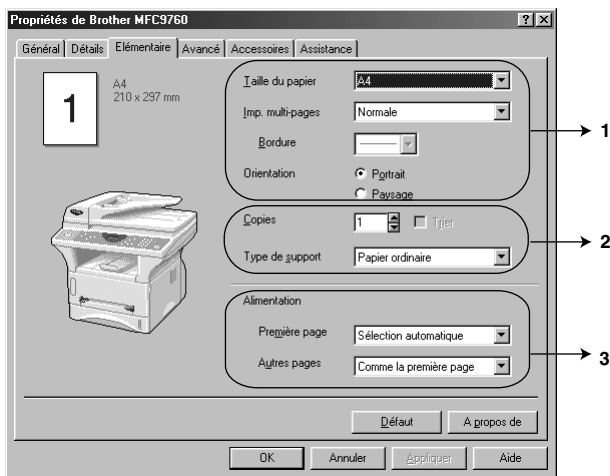 Propriétés de Brother MFC9760
Général Détails Elémentaire Avancé Accessoires Assistance
1
A4
210 x 297 mm
Taille du papier A4
Imp. multi-pages Normale
Bordure
Orientation Portrait
Paysage
1
Copies 1 Trier
Type de support Papier ordinaire
2
Alimentation
Première page Sélection automatique
Autres pages Comme la première page
3
Défaut A propos de
OK Annuler Appliquer Aide